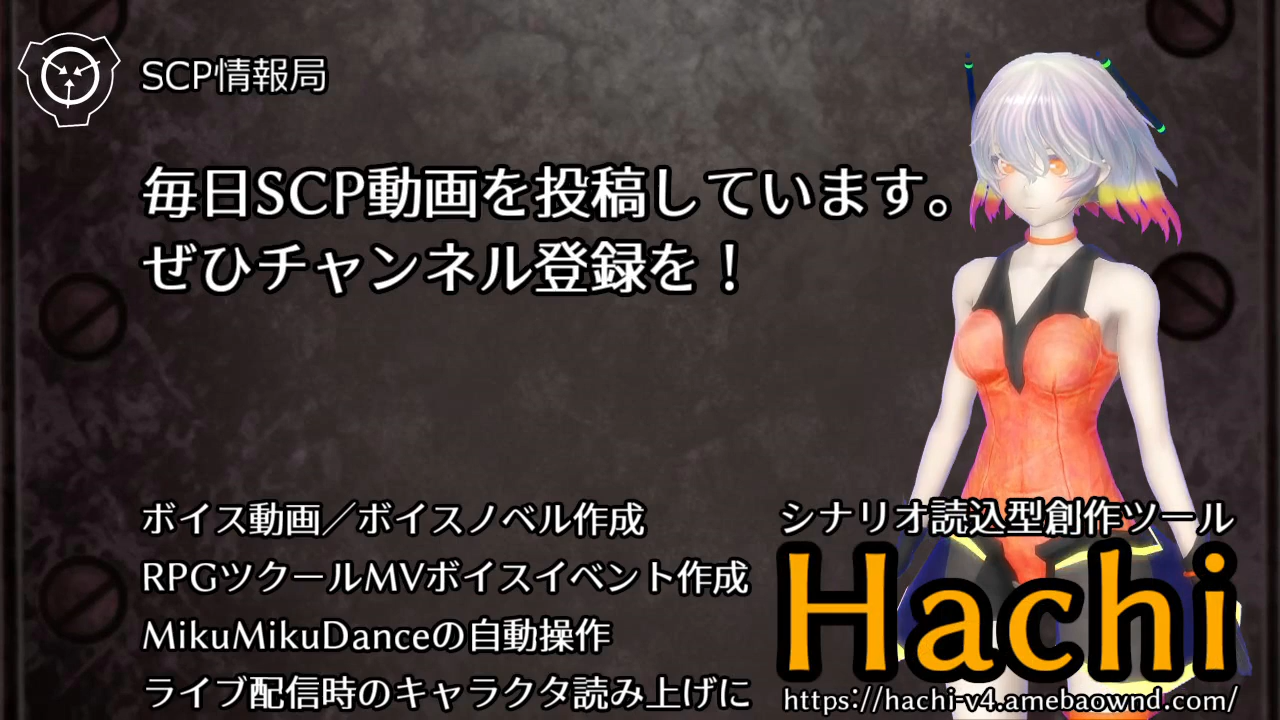 SCP情報局
毎日SCP動画を投稿しています。
ぜひチャンネル登録を！
ボイス動画／ボイスノベル作成
RPGツクールMVボイスイベント作成
MikuMikuDanceの自動操作
ライブ配信時のキャラクタ読み上げに
シナリオ読込型創作ツール
Hachi
https://hachi-v4.amebaownd.com/